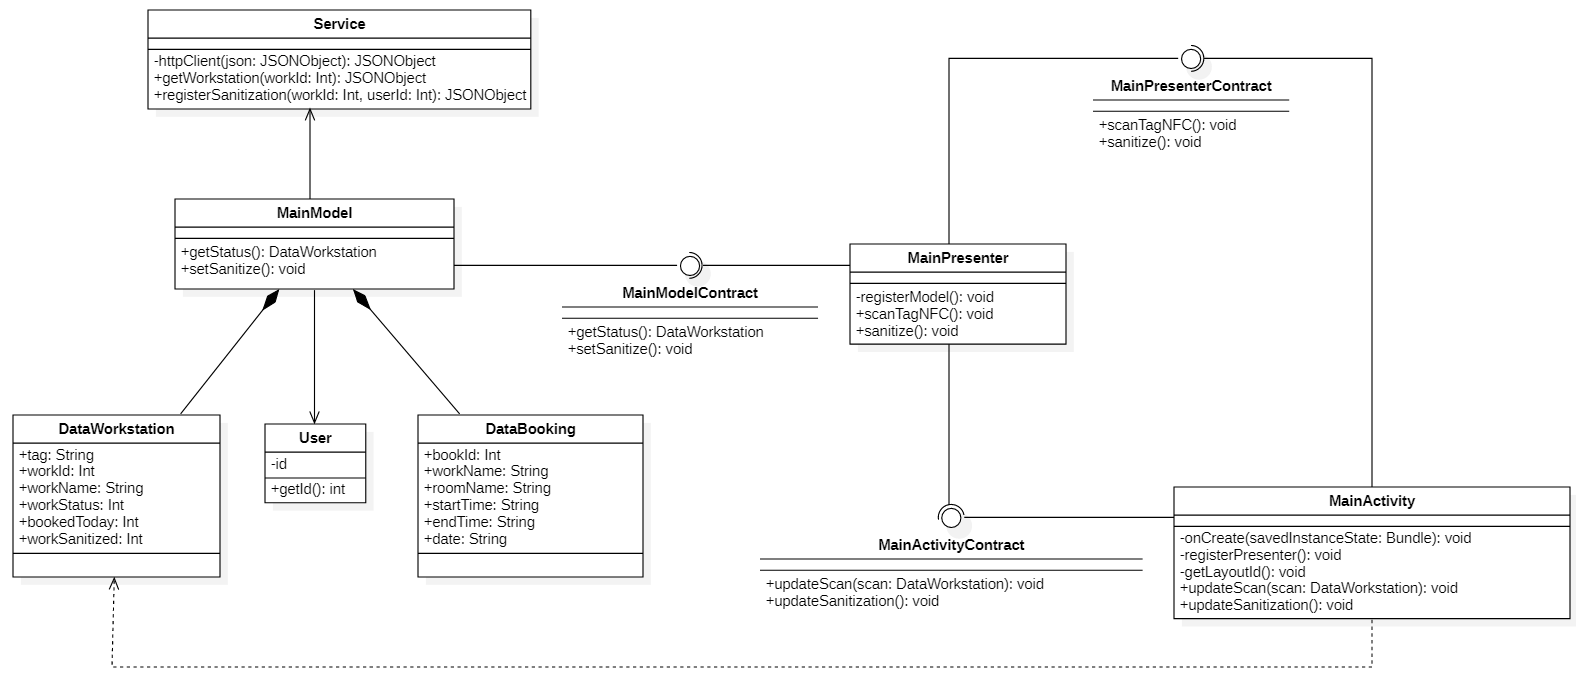 Service
-httpClient(json: JSONObject): JSONObject
+getWorkstation(workId: Int): JSONObject
+registerSanitization(workId: Int, userId: Int): JSONObject
MainPresenterContract
+scanTagNFC(): void
+sanitize(): void
MainModel
+getStatus(): DataWorkstation
+setSanitize(): void
MainModelContract
+getStatus(): DataWorkstation
+setSanitize(): void
MainPresenter
-registerModel(): void
+scanTagNFC(): void
+sanitize(): void
DataWorkstation
+tag: String
+workId: Int
+workName: String
+workStatus: Int
+bookedToday: Int
+workSanitized: Int
User
-id
+getId(): int
DataBooking
+bookId: Int
+workName: String
+roomName: String
+startTime: String
+endTime: String
+date: String
MainActivityContract
+updateScan(scan: DataWorkstation): void
+updateSanitization(): void
MainActivity
-onCreate(savedInstanceState: Bundle): void
-registerPresenter(): void
-getLayoutId(): void
+updateScan(scan: DataWorkstation): void
+updateSanitization(): void